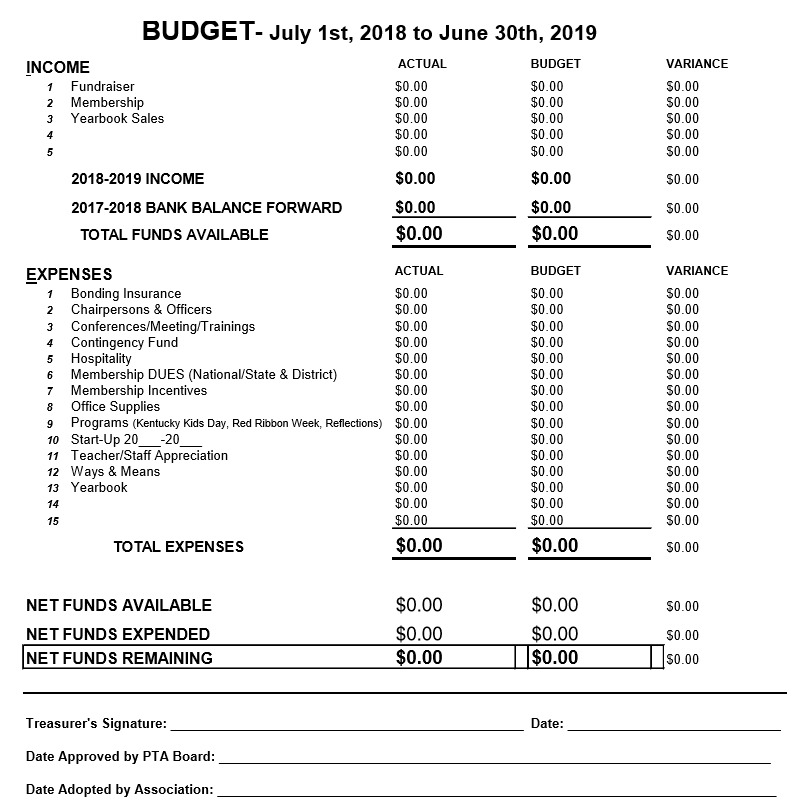 BUDGET- July 1st, 2018 to June 30th, 2019
INCOME ACTUAL BUDGET VARIANCE
1 Fundraiser $0.00 $0.00 $0.00
2 Membership $0.00 $0.00 $0.00
3 Yearbook Sales $0.00 $0.00 $0.00
4 $0.00 $0.00 $0.00
5 $0.00 $0.00 $0.00
2018-2019 INCOME $0.00 $0.00 $0.00
2017-2018 BANK BALANCE FORWARD $0.00 $0.00 $0.00
TOTAL FUNDS AVAILABLE $0.00 $0.00 $0.00
EXPENSES ACTUAL BUDGET VARIANCE
1 Bonding Insurance $0.00 $0.00 $0.00
2 Chairpersons & Officers $0.00 $0.00 $0.00
3 Conferences/Meeting/Trainings $0.00 $0.00 $0.00
4 Contingency Fund $0.00 $0.00 $0.00
5 Hospitality $0.00 $0.00 $0.00
6 Membership DUES (National/State & District) $0.00 $0.00 $0.00
7 Membership Incentives $0.00 $0.00 $0.00
8 Office Supplies $0.00 $0.00 $0.00
9 Programs (Kentucky Kids Day, Red Ribbon Week, Reflections) $0.00 $0.00 $0.00
10 Start-Up 20___-20___ $0.00 $0.00 $0.00
11 Teacher/Staff Appreciation $0.00 $0.00 $0.00
12 Ways & Means $0.00 $0.00 $0.00
13 Yearbook $0.00 $0.00 $0.00
14 $0.00 $0.00 $0.00
15 $0.00 $0.00 $0.00
TOTAL EXPENSES $0.00 $0.00 $0.00
NET FUNDS AVAILABLE $0.00 $0.00 $0.00
NET FUNDS EXPENDED $0.00 $0.00 $0.00
NET FUNDS REMAINING $0.00 $0.00 $0.00
Treasurer's Signature: ____ Date: ____
Date Approved by PTA Board: ____
Date Adopted by Association: ____